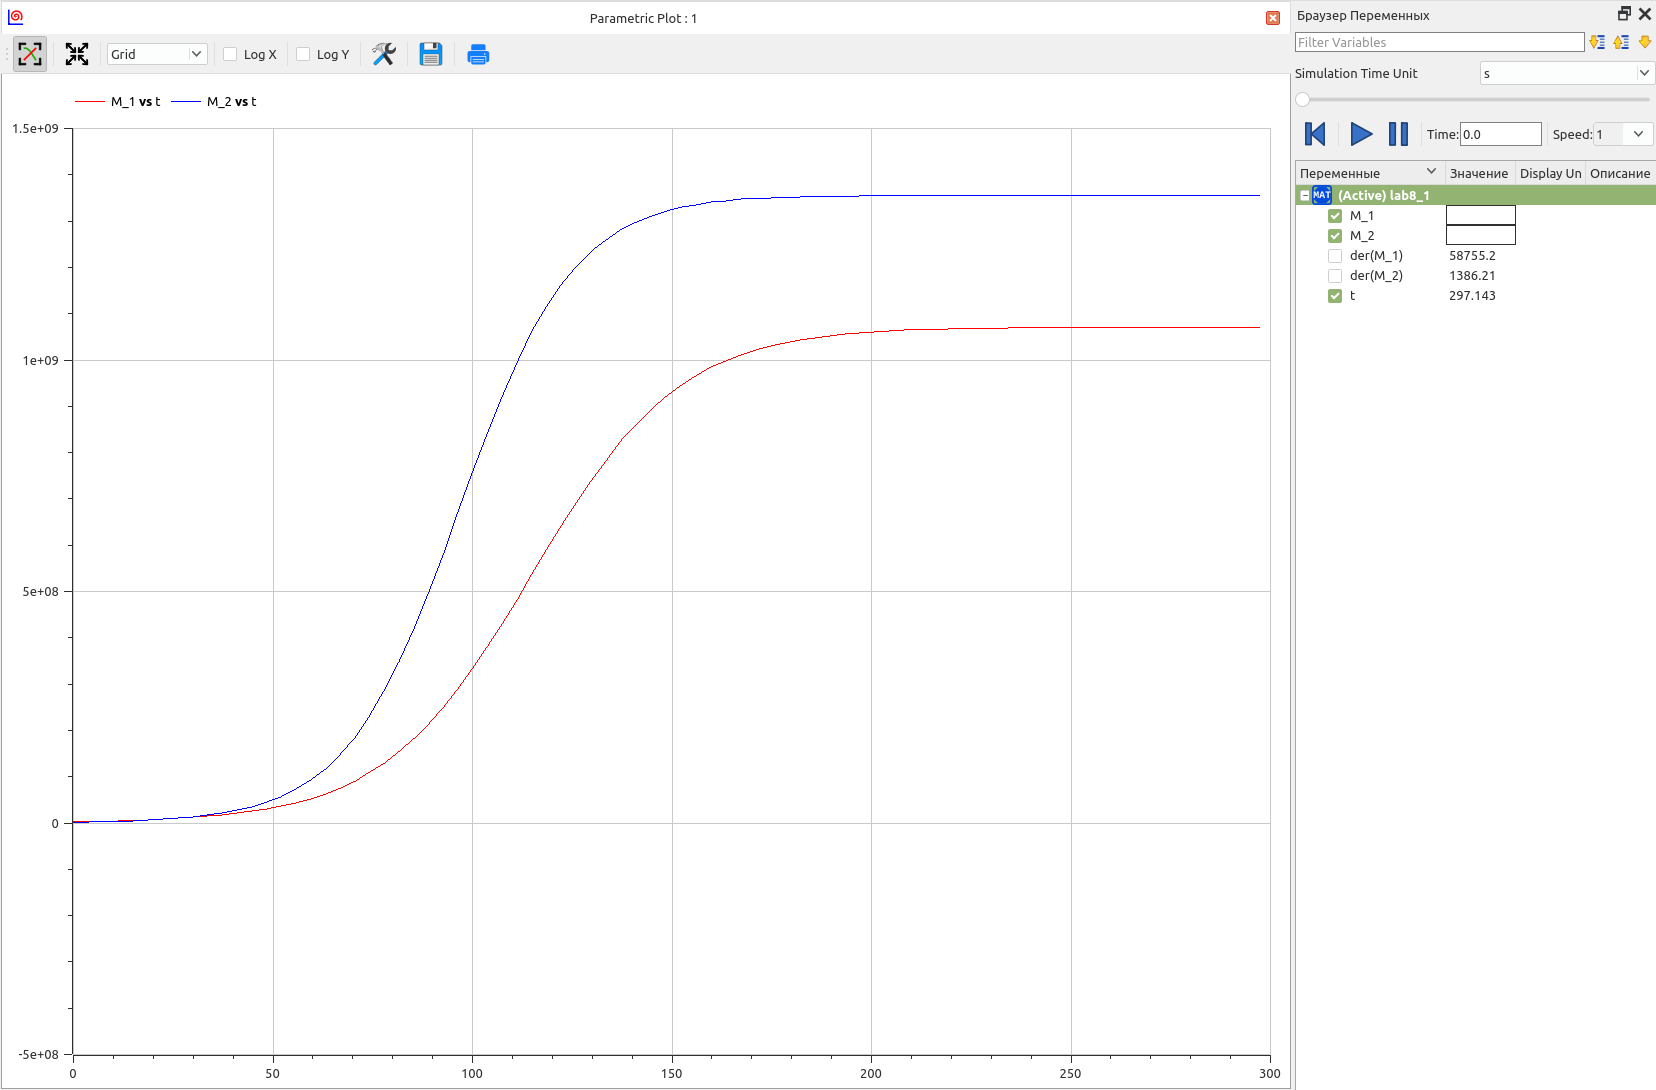 Parametric Plot : 1
Grid
Log X
Log Y
M_1 vs t
M_2 vs t
1.5e+09
1e+09
5e+08
0
-5e+08
0 50 100 150 200 250 300
Браузер Переменных
Filter Variables
Simulation Time Unit s
Time: 0.0 Speed: 1
Переменные Значение Display Un Описание
MAT (Active) lab8_1
M_1
M_2
der(M_1) 58755.2
der(M_2) 1386.21
t 297.143